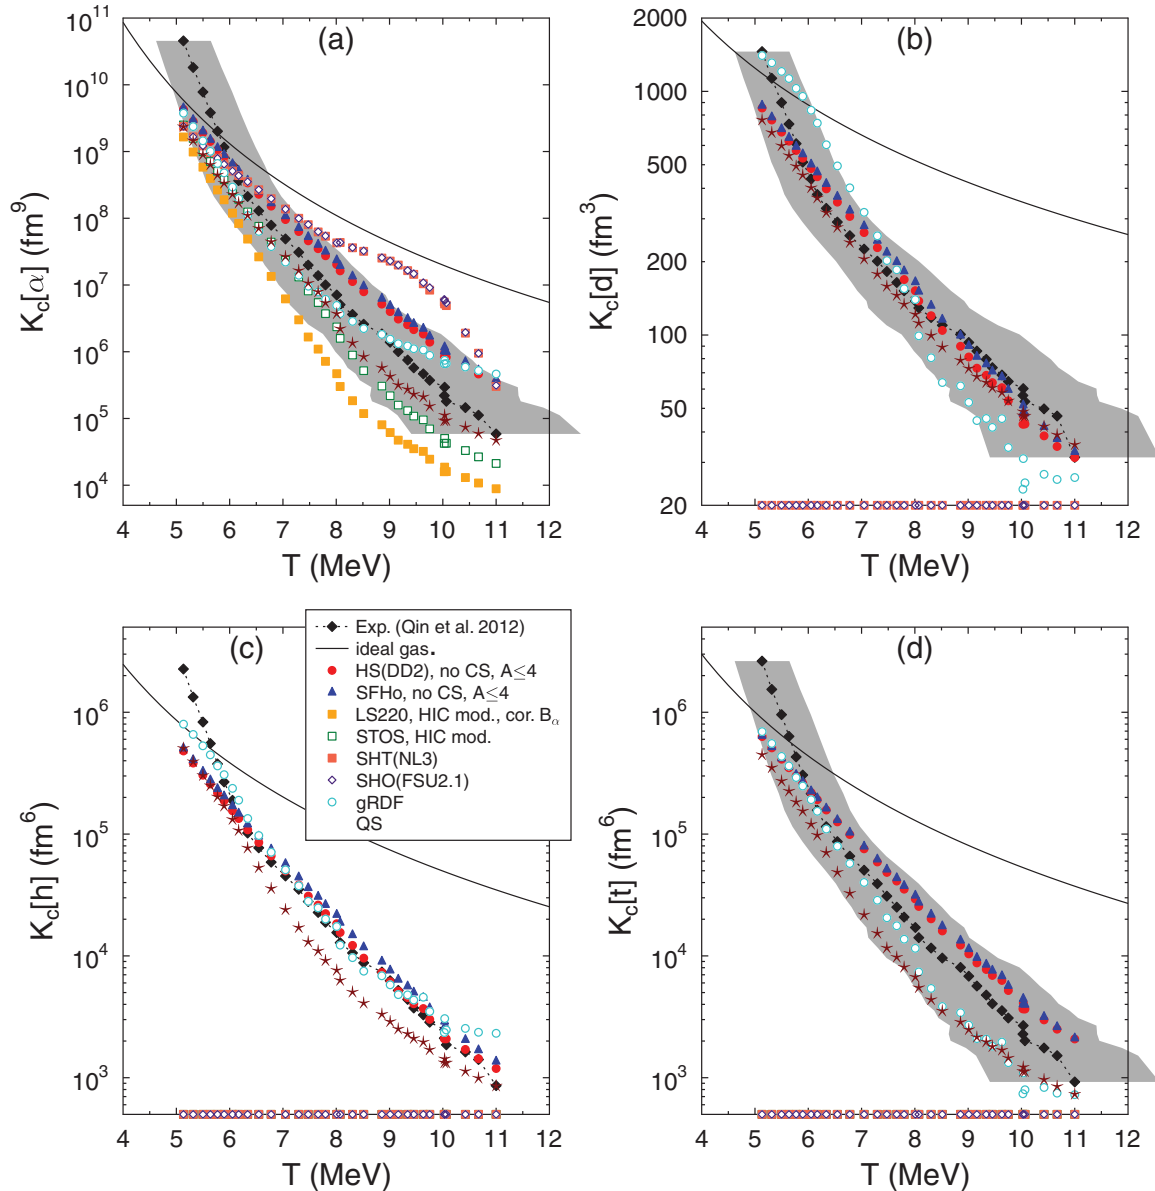 (a)
K_c[α] (fm^9)
10^11
10^10
10^9
10^8
10^7
10^6
10^5
10^4
4 5 6 7 8 9 10 11 12
T (MeV)
(b)
K_c[d] (fm^3)
2000
1000
500
200
100
50
20
4 5 6 7 8 9 10 11 12
T (MeV)
(c)
K_c[h] (fm^6)
10^6
10^5
10^4
10^3
4 5 6 7 8 9 10 11 12
T (MeV)
Exp. (Qin et al. 2012)
ideal gas.
HS(DD2), no CS, A≤4
SFHo, no CS, A≤4
LS220, HIC mod., cor. B_α
STOS, HIC mod.
SHT(NL3)
SHO(FSU2.1)
gRDF
QS
(d)
K_c[t] (fm^6)
10^6
10^5
10^4
10^3
4 5 6 7 8 9 10 11 12
T (MeV)